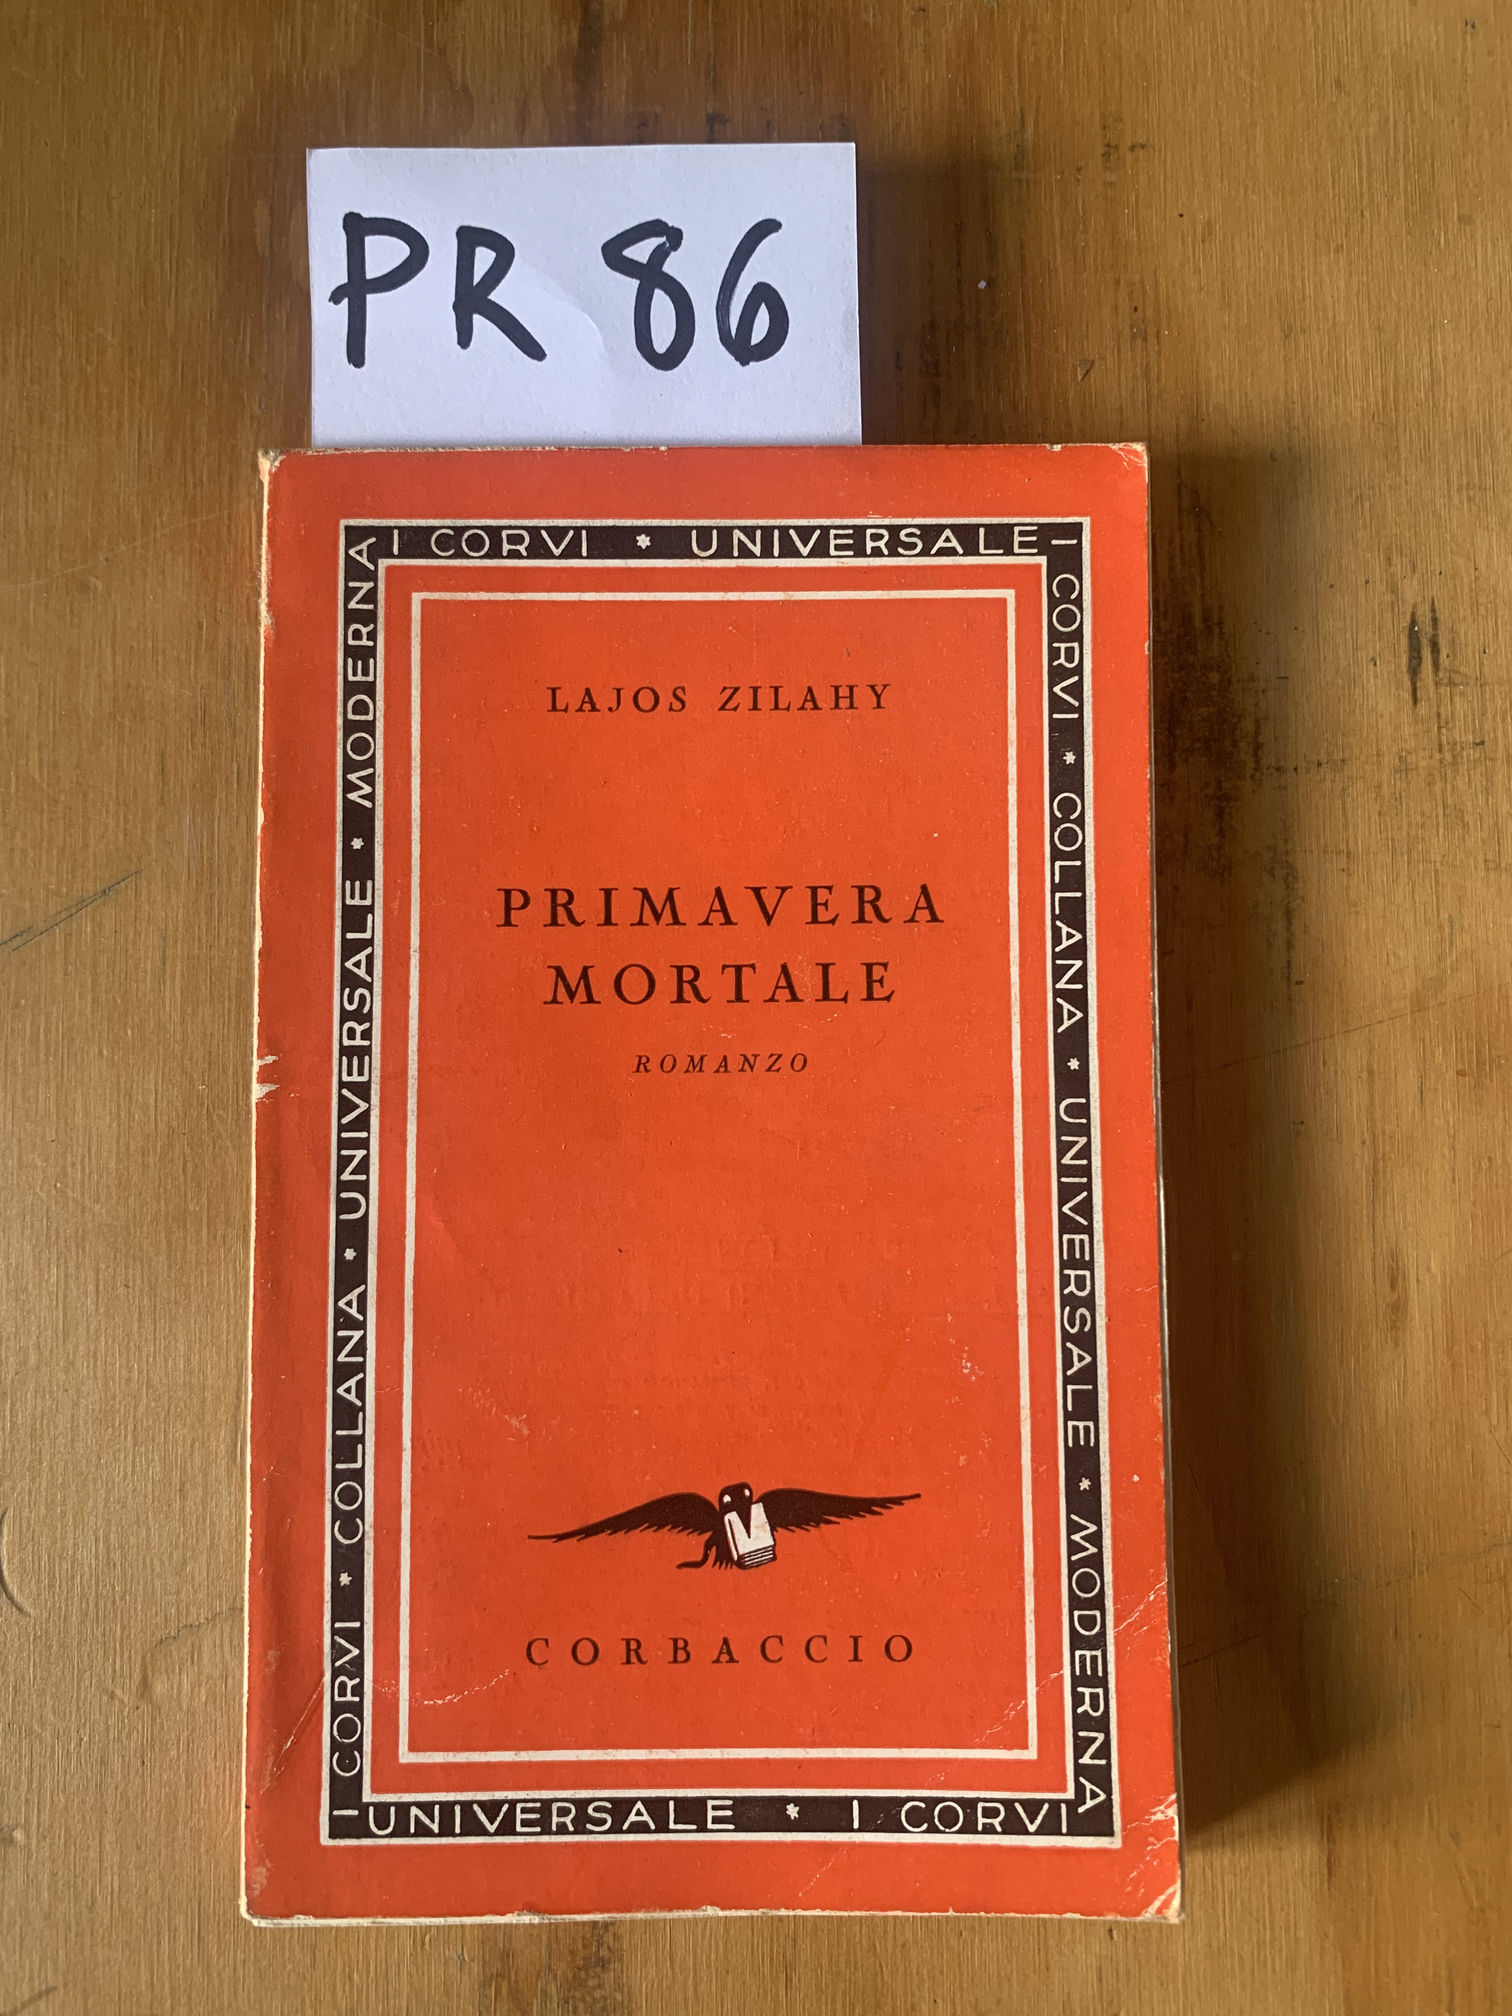 PR 86
I CORVI * UNIVERSALE
I CORVI * COLLANA * UNIVERSALE * MODERNA
I CORVI * COLLANA * UNIVERSALE * MODERNA
LAJOS ZILAHY
PRIMAVERA
MORTALE
ROMANZO
CORBACCIO
UNIVERSALE * I CORVI